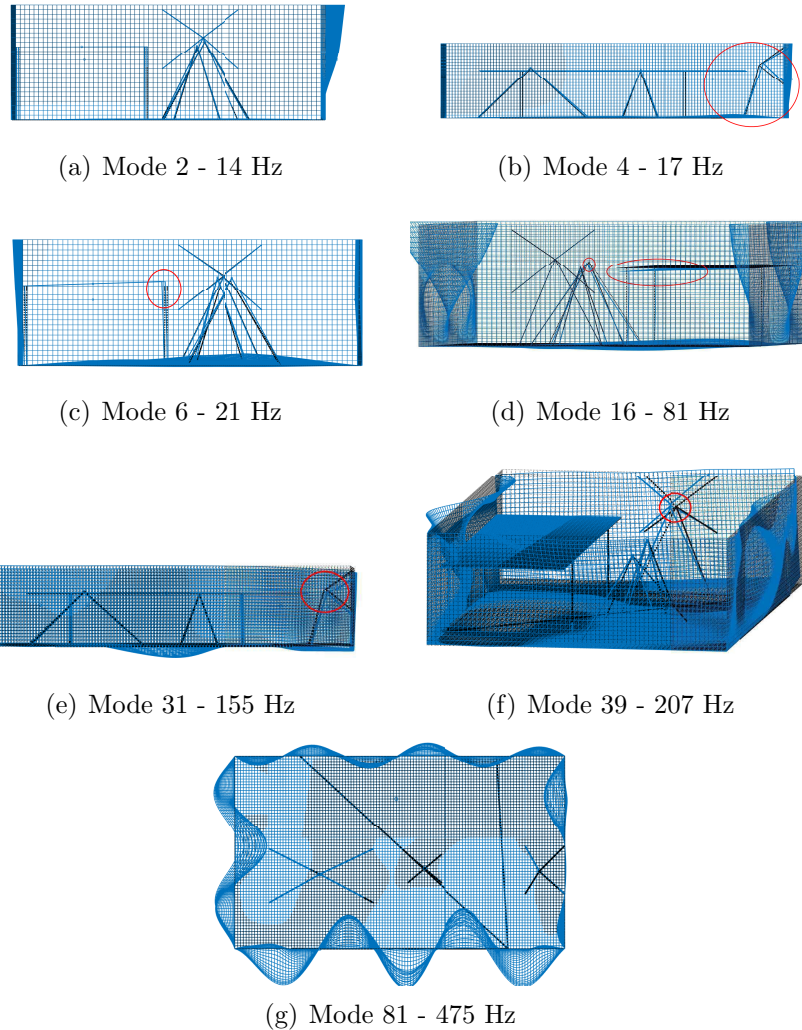 (a) Mode 2 - 14 Hz
(b) Mode 4 - 17 Hz
(c) Mode 6 - 21 Hz
(d) Mode 16 - 81 Hz
(e) Mode 31 - 155 Hz
(f) Mode 39 - 207 Hz
(g) Mode 81 - 475 Hz